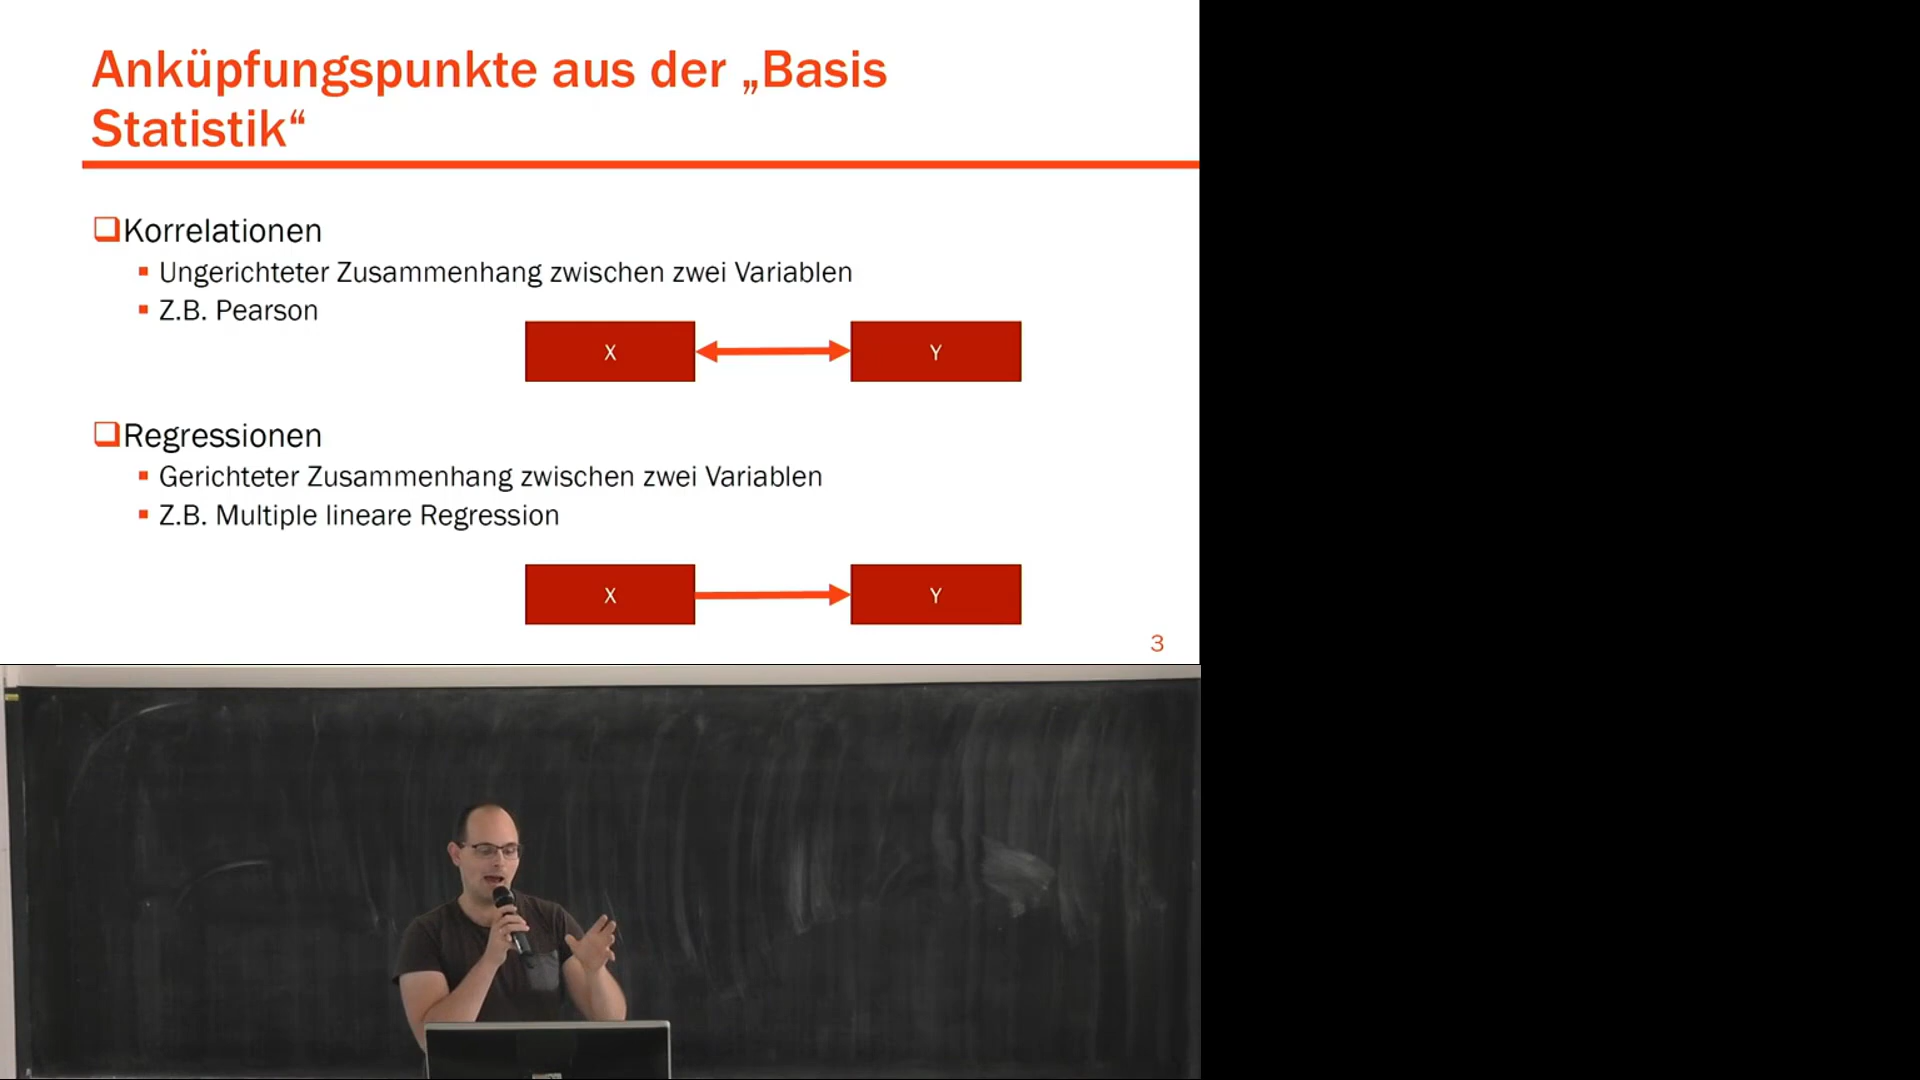 Anküpfungspunkte aus der „Basis
Statistik“
Korrelationen
Ungerichteter Zusammenhang zwischen zwei Variablen
Z.B. Pearson
X
Y
Regressionen
Gerichteter Zusammenhang zwischen zwei Variablen
Z.B. Multiple lineare Regression
X
Y
3